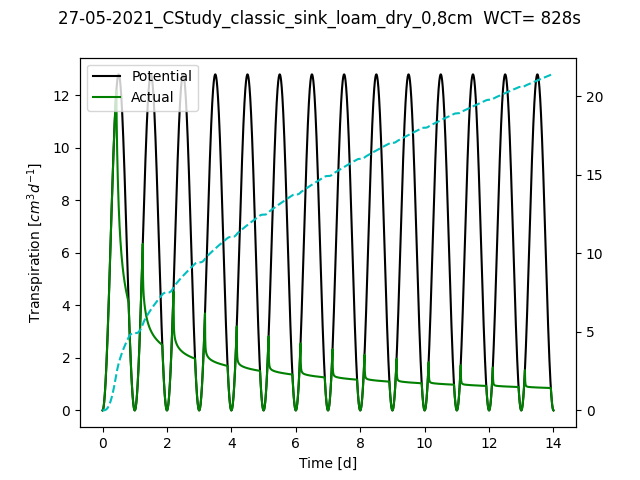 27-05-2021_CStudy_classic_sink_loam_dry_0,8cm  WCT= 828s
Potential
Actual
Transpiration [cm³d⁻¹]
12
10
8
6
4
2
0
20
15
10
5
0
0 2 4 6 8 10 12 14
Time [d]